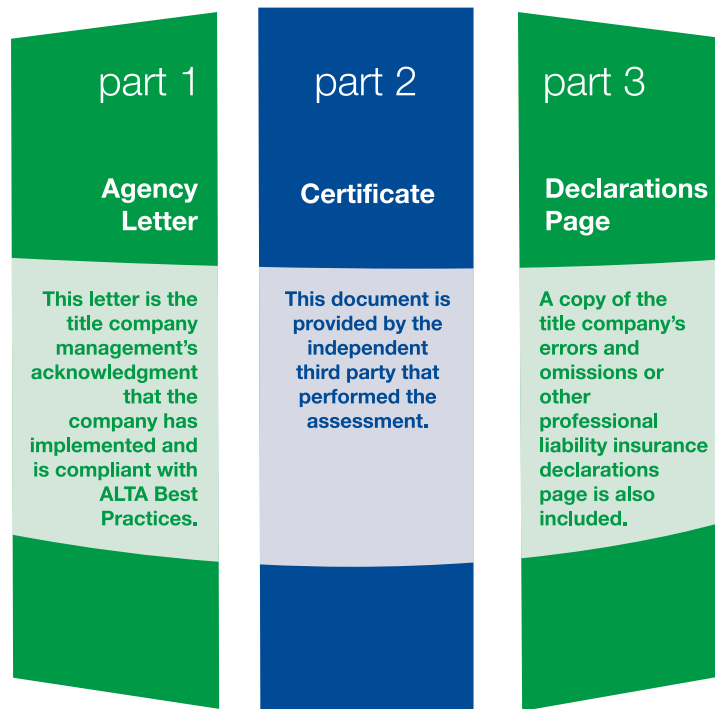 part 1
Agency
Letter
This letter is the
title company
management’s
acknowledgment
that the
company has
implemented and
is compliant with
ALTA Best
Practices.
part 2
Certificate
This document is
provided by the
independent
third party that
performed the
assessment.
part 3
Declarations
Page
A copy of the
title company’s
errors and
omissions or
other
professional
liability insurance
declarations
page is also
included.